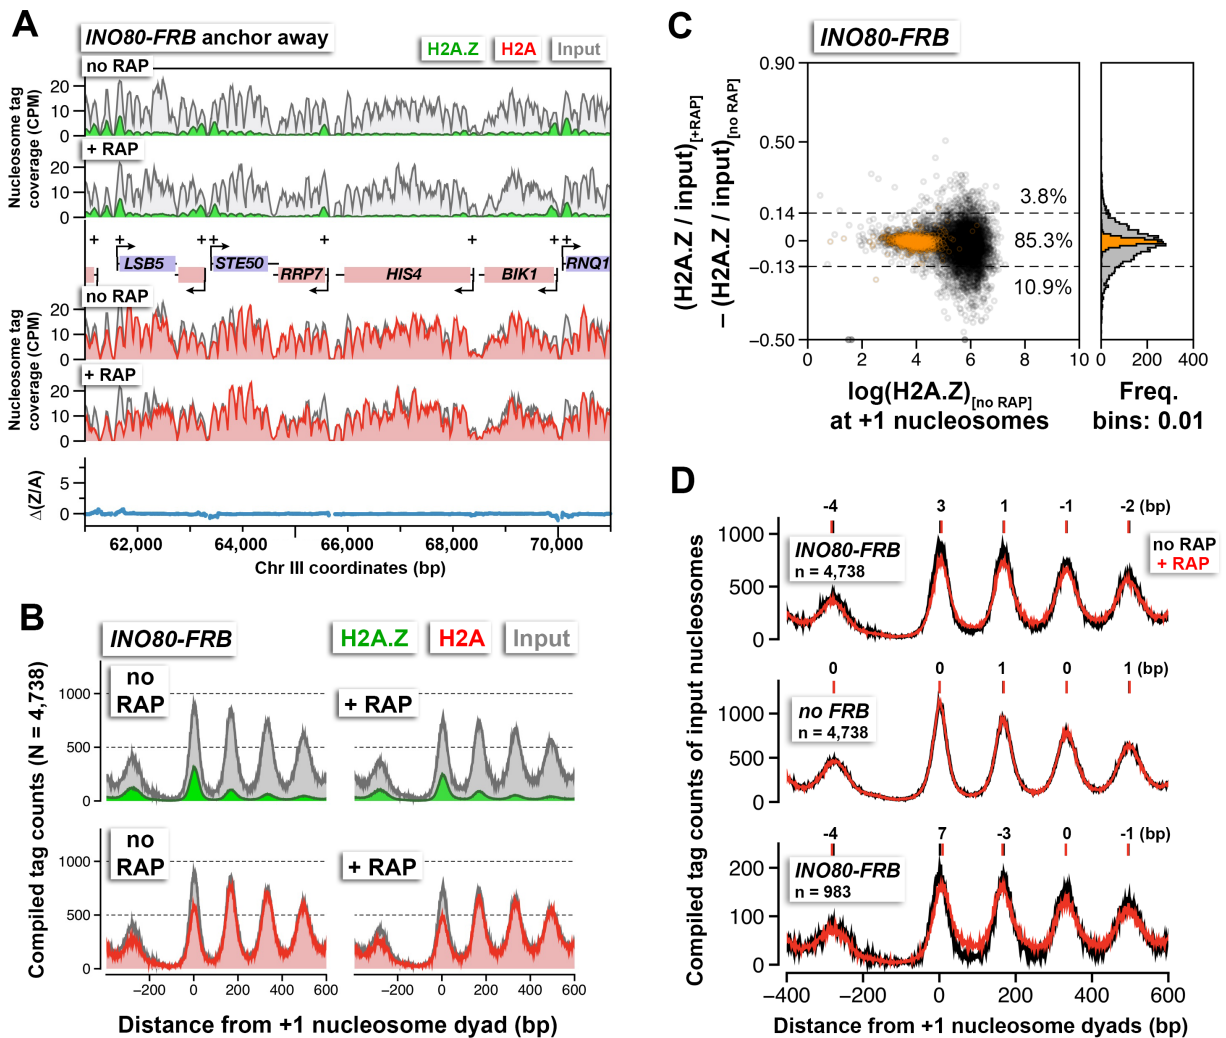 A
INO80-FRB anchor away
H2A.Z
H2A
Input
no RAP
Nucleosome tag
coverage (CPM)
20
10
0
+ RAP
Nucleosome tag
coverage (CPM)
20
10
0
+ + + + + + + +
LSB5
STE50
RRP7
HIS4
BIK1
RNQ1
no RAP
Nucleosome tag
coverage (CPM)
20
10
0
+ RAP
20
10
0
Δ(Z/A)
5
0
62,000 64,000 66,000 68,000 70,000
Chr III coordinates (bp)
B
INO80-FRB
H2A.Z
H2A
Input
Compiled tag counts (N = 4,738)
no
RAP
+ RAP
1000
500
0
no
RAP
+ RAP
1000
500
0
−200 0 200 400 600
−200 0 200 400 600
Distance from +1 nucleosome dyad (bp)
C
INO80-FRB
(H2A.Z / input)[+RAP]
– (H2A.Z / input)[no RAP]
0.90
0.50
0.14
0
−0.13
−0.50
3.8%
85.3%
10.9%
0 2 4 6 8 10
0 200 400
log(H2A.Z)[no RAP]
at +1 nucleosomes
Freq.
bins: 0.01
D
Compiled tag counts of input nucleosomes
-4 3 1 -1 -2 (bp)
INO80-FRB
n = 4,738
no RAP
+ RAP
1000
500
0
0 0 1 0 1 (bp)
no FRB
n = 4,738
1000
500
0
-4 7 -3 0 -1 (bp)
INO80-FRB
n = 983
200
100
0
−400 −200 0 200 400 600
Distance from +1 nucleosome dyads (bp)